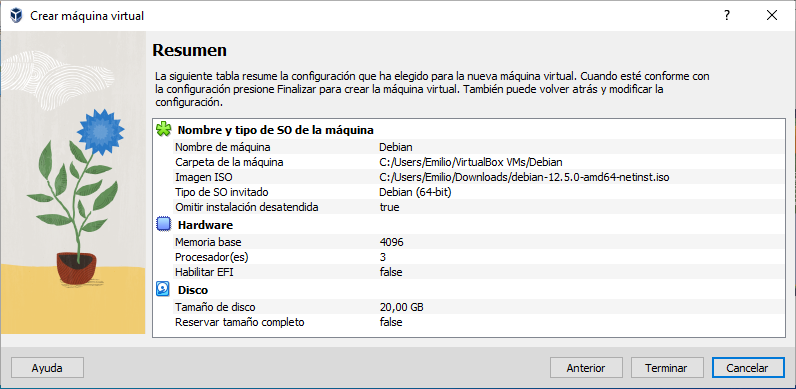 Crear máquina virtual
Resumen
La siguiente tabla resume la configuración que ha elegido para la nueva máquina virtual. Cuando esté conforme con
la configuración presione Finalizar para crear la máquina virtual. También puede volver atrás y modificar la
configuración.
Nombre y tipo de SO de la máquina
Nombre de máquina Debian
Carpeta de la máquina C:/Users/Emilio/VirtualBox VMs/Debian
Imagen ISO C:/Users/Emilio/Downloads/debian-12.5.0-amd64-netinst.iso
Tipo de SO invitado Debian (64-bit)
Omitir instalación desatendida true
Hardware
Memoria base 4096
Procesador(es) 3
Habilitar EFI false
Disco
Tamaño de disco 20,00 GB
Reservar tamaño completo false
Ayuda Anterior Terminar Cancelar